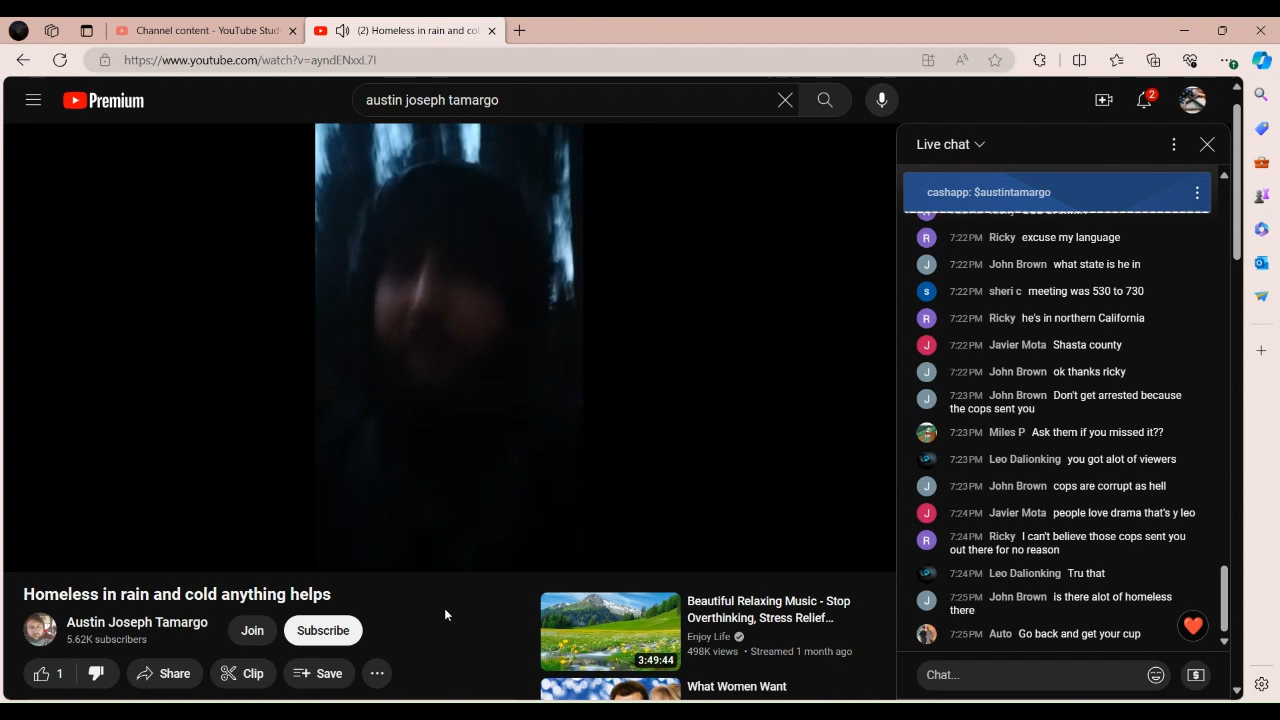 Channel content - YouTube Stud
(2) Homeless in rain and co
https://www.youtube.com/watch?v=ayndENxxL7I
Premium
austin joseph tamargo
2
Live chat
cashapp: $austintamargo
7:22 PM Ricky excuse my language
7:22 PM John Brown what state is he in
7:22 PM sheri c meeting was 530 to 730
7:22 PM Ricky he's in northern California
7:22 PM Javier Mota Shasta county
7:22 PM John Brown ok thanks ricky
7:23 PM John Brown Don't get arrested because
the cops sent you
7:23 PM Miles P Ask them if you missed it??
7:23 PM Leo Dalionking you got alot of viewers
7:23 PM John Brown cops are corrupt as hell
7:24 PM Javier Mota people love drama that's y leo
7:24 PM Ricky I can't believe those cops sent you
out there for no reason
7:24 PM Leo Dalionking Tru that
7:25 PM John Brown is there alot of homeless
there
7:25 PM Auto Go back and get your cup
Chat...
Homeless in rain and cold anything helps
Austin Joseph Tamargo
5.62K subscribers
Join
Subscribe
1
Share
Clip
Save
Beautiful Relaxing Music - Stop
Overthinking, Stress Relief...
Enjoy Life
498K views • Streamed 1 month ago
3:49:44
What Women Want